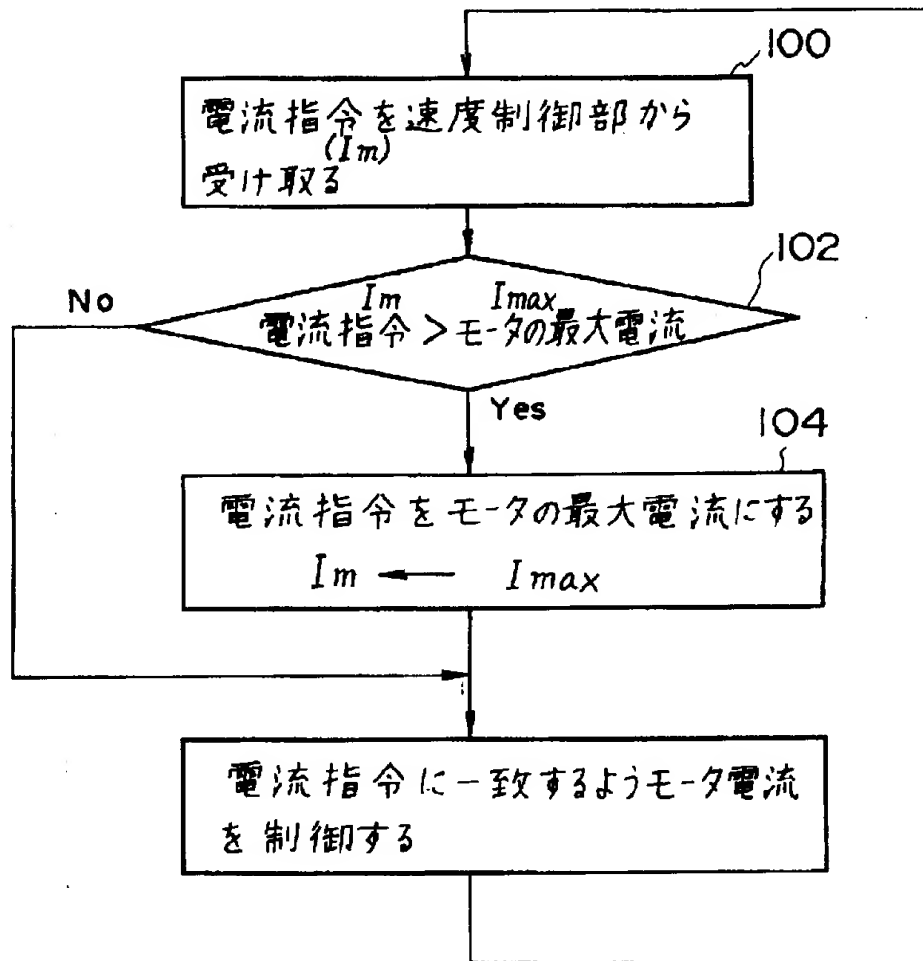 100
電流指令を速度制御部から
(Im)
受け取る
102
No
Im Imax
電流指令 > モータの最大電流
Yes
104
電流指令をモータの最大電流にする
Im ← Imax
電流指令に一致するようモータ電流
を制御する